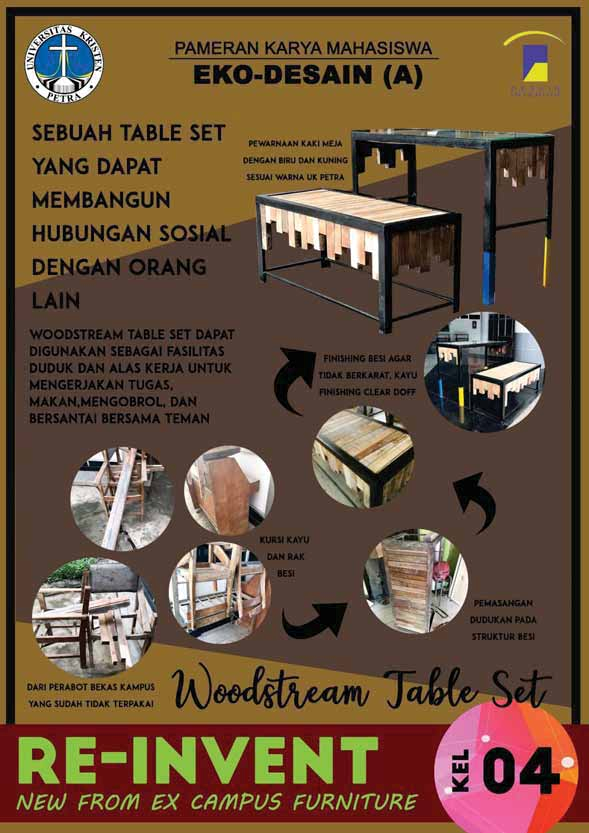 UNIVERSITAS KRISTEN
PETRA
PAMERAN KARYA MAHASISWA
EKO-DESAIN (A)
SEBUAH TABLE SET
YANG DAPAT
MEMBANGUN
HUBUNGAN SOSIAL
DENGAN ORANG
LAIN
PEWARNAAN KAKI MEJA
DENGAN BIRU DAN KUNING
SESUAI WARNA UK PETRA
WOODSTREAM TABLE SET DAPAT
DIGUNAKAN SEBAGAI FASILITAS
DUDUK DAN ALAS KERJA UNTUK
MENGERJAKAN TUGAS,
MAKAN,MENGOBROL, DAN
BERSANTAI BERSAMA TEMAN
FINISHING BESI AGAR
TIDAK BERKARAT, KAYU
FINISHING CLEAR DOFF
KURSI KAYU
DAN RAK
BESI
PEMASANGAN
DUDUKAN PADA
STRUKTUR BESI
DARI PERABOT BEKAS KAMPUS
YANG SUDAH TIDAK TERPAKAI
Woodstream Table Set
RE-INVENT
NEW FROM EX CAMPUS FURNITURE
KEL
04